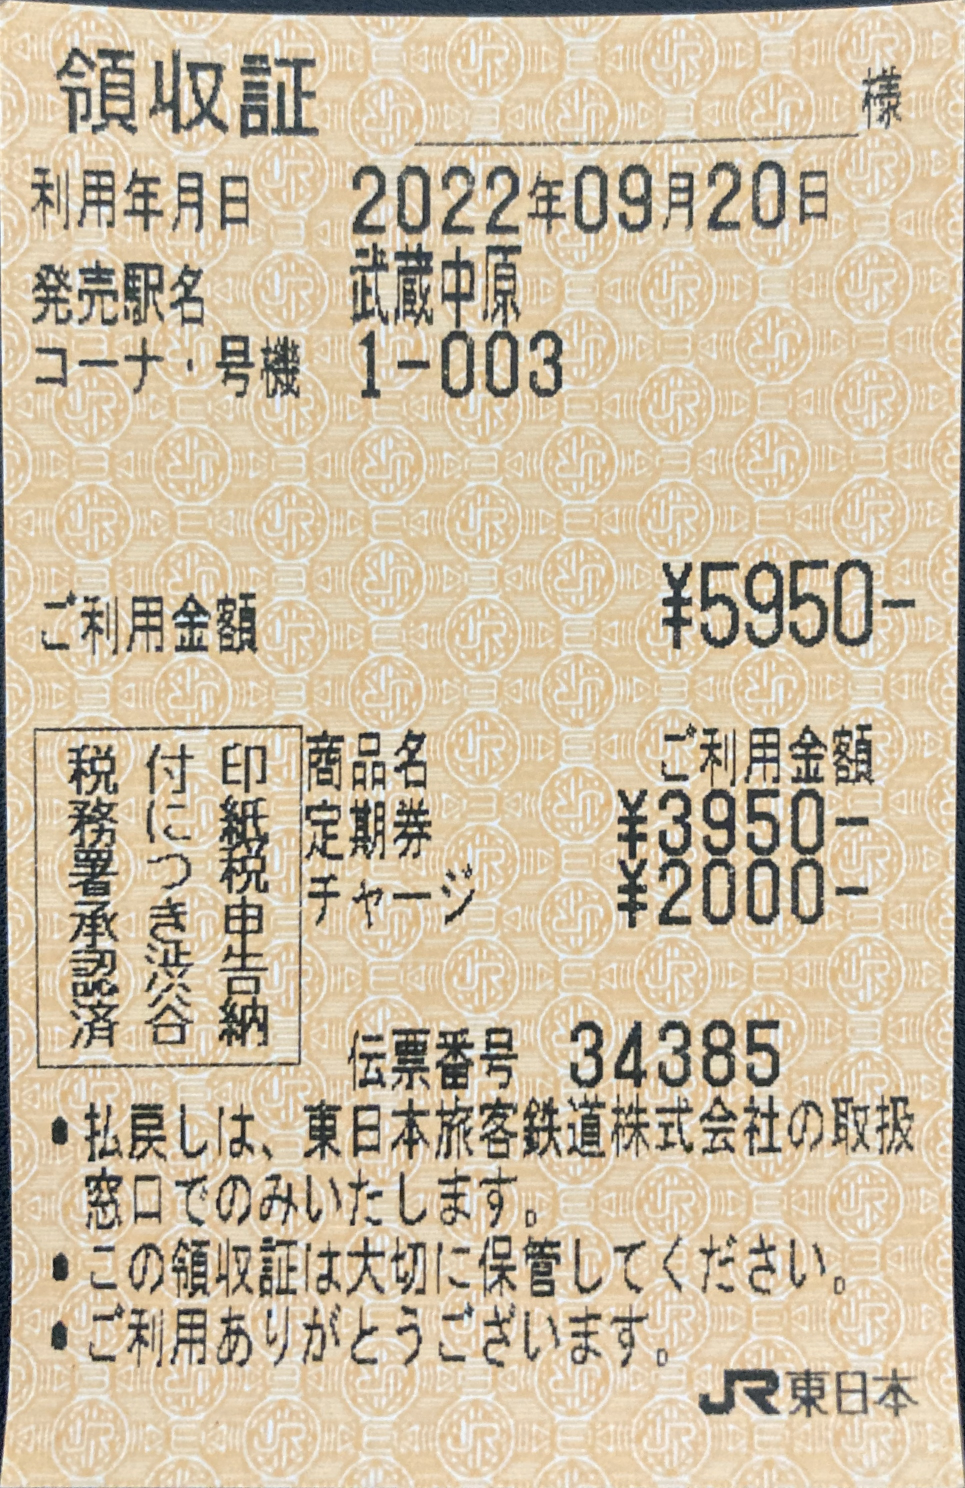 領収証
様
利用年月日 2022年09月20日
発売駅名 武蔵中原
コーナ・号機 1-003
ご利用金額 ¥5950-
印紙税申告納
付につき渋谷
税務署承認済
商品名 ご利用金額
定期券 ¥3950-
チャージ ¥2000-
伝票番号 34385
•払戻しは、東日本旅客鉄道株式会社の取扱
窓口でのみいたします。
•この領収証は大切に保管してください。
•ご利用ありがとうございます。
JR東日本